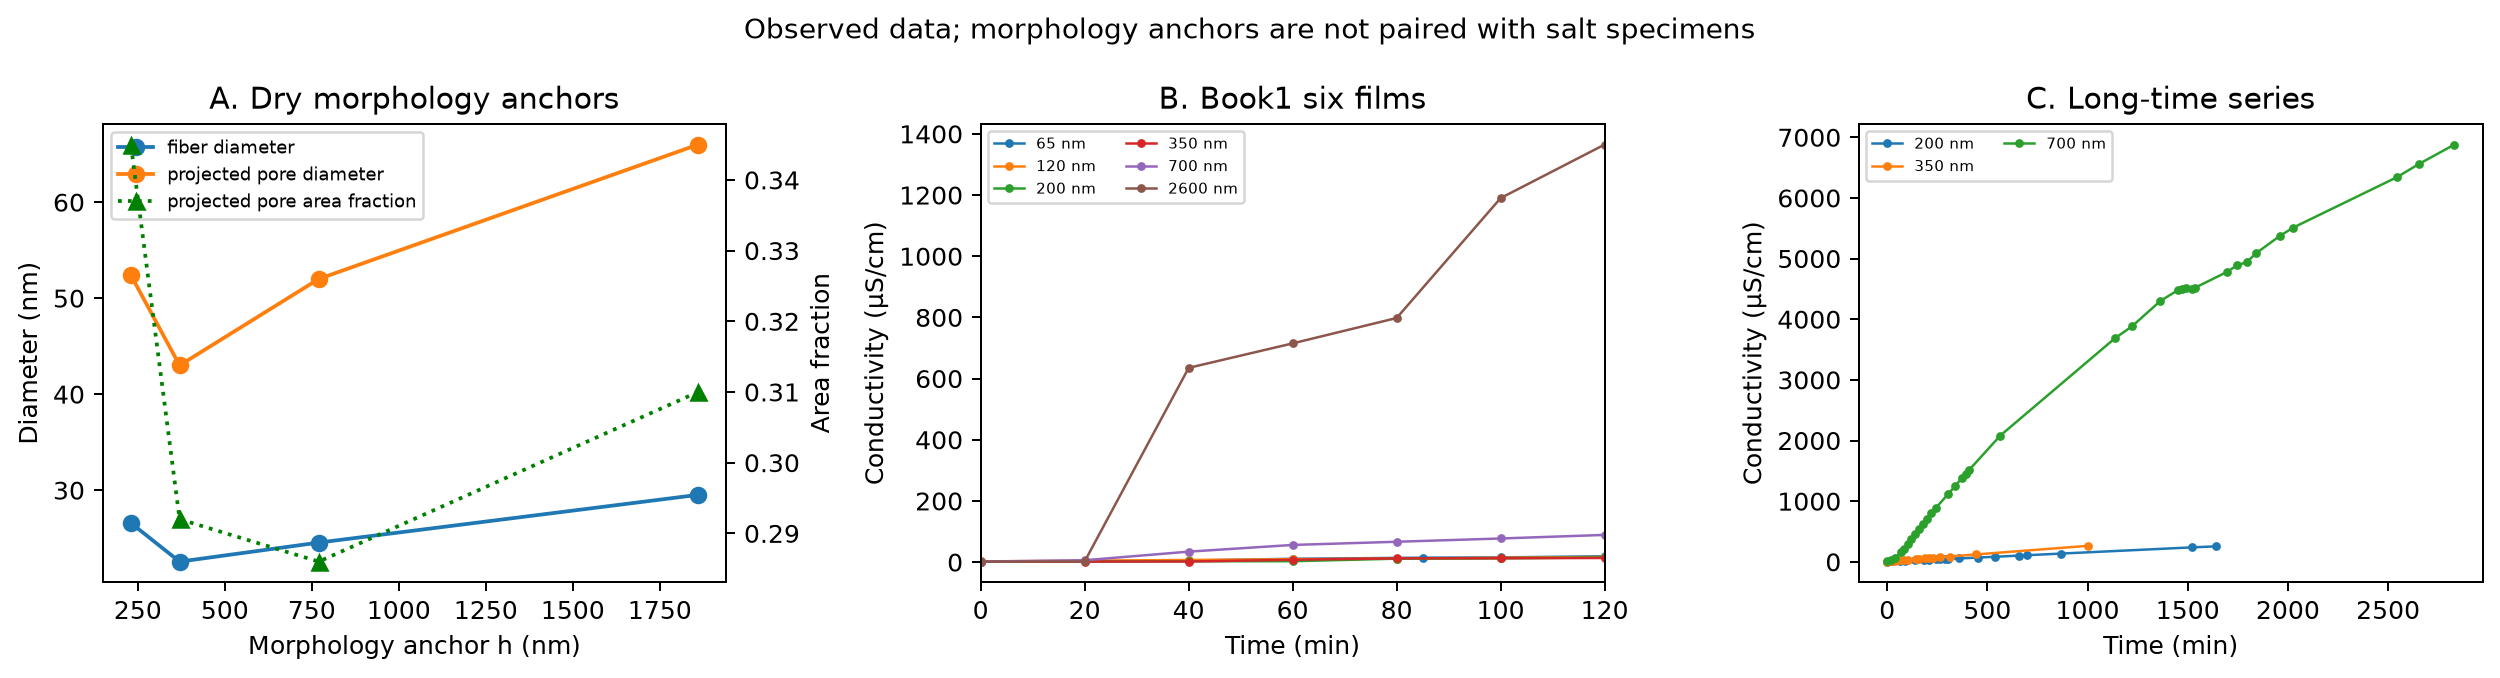 Observed data; morphology anchors are not paired with salt specimens
A. Dry morphology anchors
fiber diameter
projected pore diameter
projected pore area fraction
Diameter (nm)
60
50
40
30
0.34
0.33
0.32
0.31
0.30
0.29
Area fraction
250 500 750 1000 1250 1500 1750
Morphology anchor h (nm)
B. Book1 six films
65 nm 350 nm
120 nm 700 nm
200 nm 2600 nm
Conductivity (µS/cm)
1400
1200
1000
800
600
400
200
0
0 20 40 60 80 100 120
Time (min)
C. Long-time series
200 nm 700 nm
350 nm
Conductivity (µS/cm)
7000
6000
5000
4000
3000
2000
1000
0
0 500 1000 1500 2000 2500
Time (min)